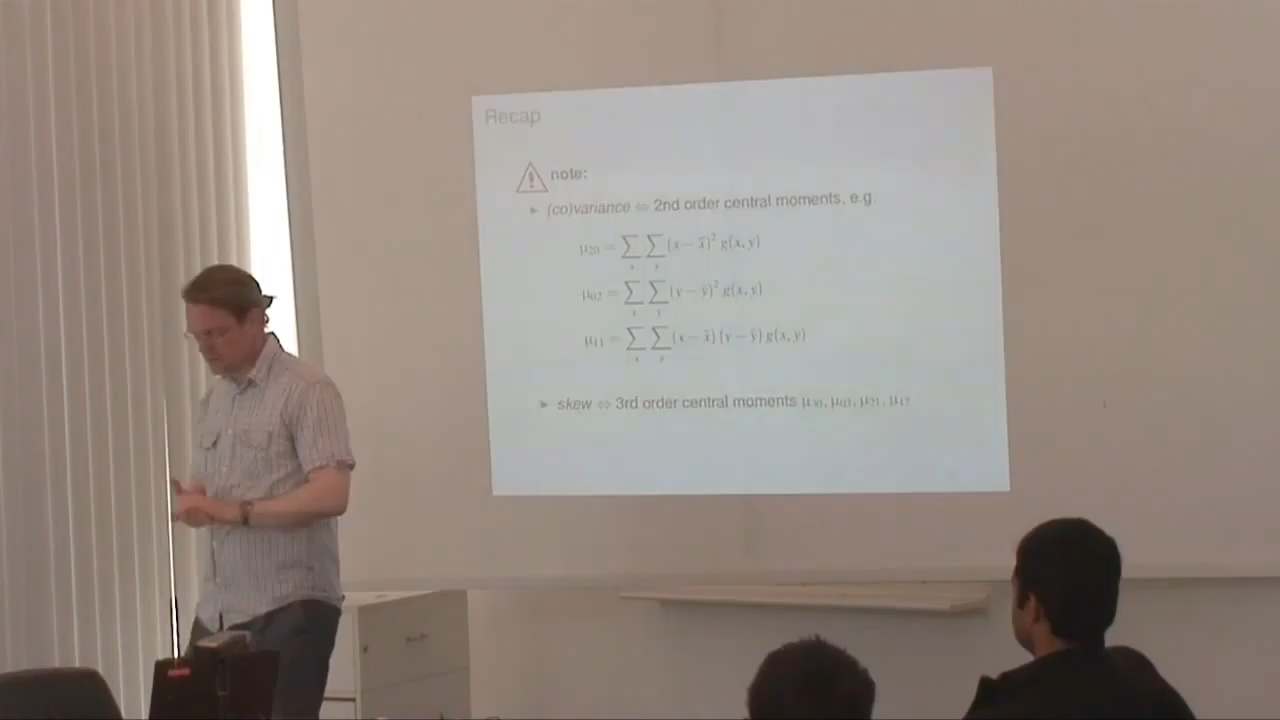 Recap
note:
(co)variance ⇔ 2nd order central moments, e.g.
μ20 = ∑x ∑y (x − x̄)² g(x, y)
μ02 = ∑x ∑y (y − ȳ)² g(x, y)
μ11 = ∑x ∑y (x − x̄) (y − ȳ) g(x, y)
skew ⇔ 3rd order central moments μ30, μ03, μ21, μ12